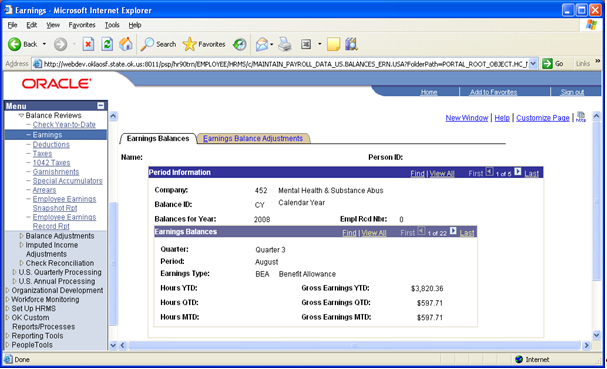 Earnings - Microsoft Internet Explorer
File Edit View Favorites Tools Help
Back Search Favorites
Address http://webdev.oklaosf.state.ok.us:8011/psp/hr90trn/EMPLOYEE/HRMS/c/MAINTAIN_PAYROLL_DATA_US.BALANCES_ERN.USA?FolderPath=PORTAL_ROOT_OBJECT.HC_ Go Links »
ORACLE
Home Add to Favorites Sign out
Menu
Balance Reviews
– Check Year-to-Date
– Earnings
– Deductions
– Taxes
– 1042 Taxes
– Garnishments
– Special Accumulators
– Arrears
– Employee Earnings
Snapshot Rpt
– Employee Earnings
Record Rpt
Balance Adjustments
Imputed Income
Adjustments
Check Reconciliation
U.S. Quarterly Processing
U.S. Annual Processing
Organizational Development
Workforce Monitoring
Set Up HRMS
OK Custom
Reports/Processes
Reporting Tools
PeopleTools
New Window | Help | Customize Page |
Earnings Balances Earnings Balance Adjustments
Name: Person ID:
Period Information Find | View All First 1 of 5 Last
Company: 452 Mental Health & Substance Abus
Balance ID: CY Calendar Year
Balances for Year: 2008 Empl Rcd Nbr: 0
Earnings Balances Find | View All First 1 of 22 Last
Quarter: Quarter 3
Period: August
Earnings Type: BEA Benefit Allowance
Hours YTD: Gross Earnings YTD: $3,820.36
Hours QTD: Gross Earnings QTD: $597.71
Hours MTD: Gross Earnings MTD: $597.71
Done Internet